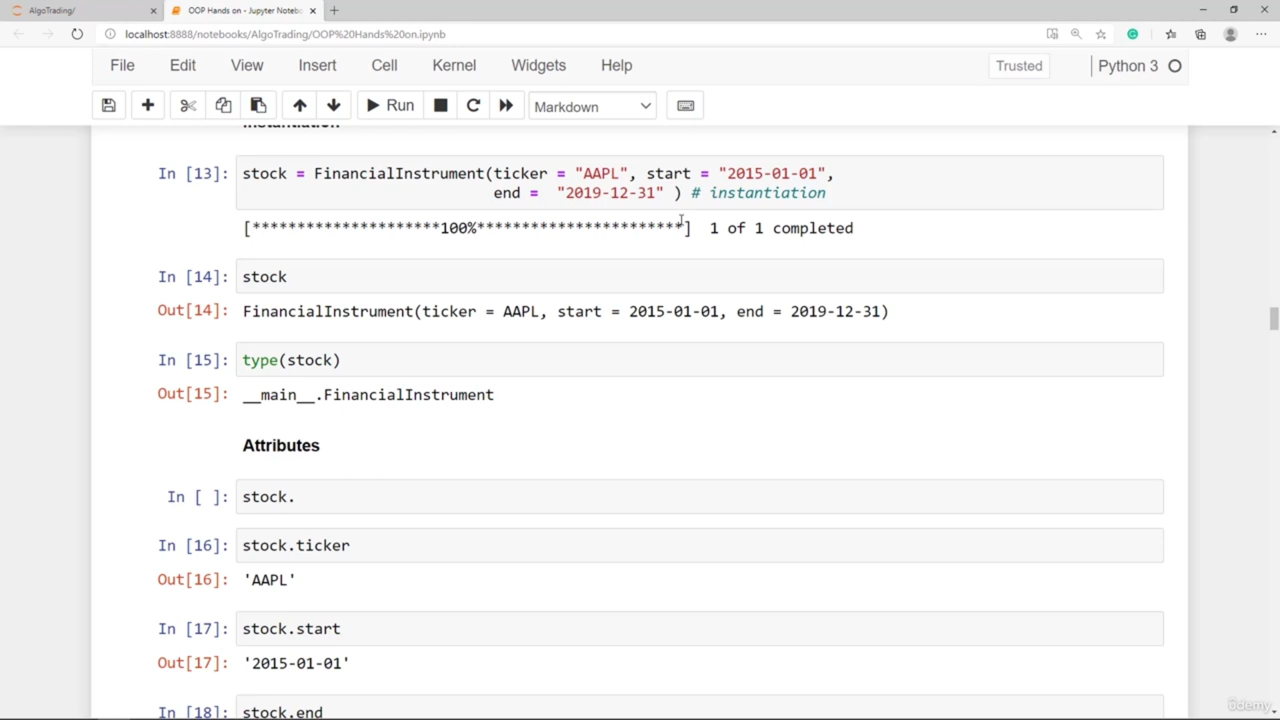 AlgoTrading/
OOP Hands on - Jupyter Notebo
localhost:8888/notebooks/AlgoTrading/OOP%20Hands%20on.ipynb
File Edit View Insert Cell Kernel Widgets Help Trusted Python 3
Run Markdown
Instantiation
In [13]: stock = FinancialInstrument(ticker = "AAPL", start = "2015-01-01",
end = "2019-12-31" ) # instantiation
[*********************100%***********************] 1 of 1 completed
In [14]: stock
Out[14]: FinancialInstrument(ticker = AAPL, start = 2015-01-01, end = 2019-12-31)
In [15]: type(stock)
Out[15]: __main__.FinancialInstrument
Attributes
In [ ]: stock.
In [16]: stock.ticker
Out[16]: 'AAPL'
In [17]: stock.start
Out[17]: '2015-01-01'
In [18]: stock.end
ûdemy